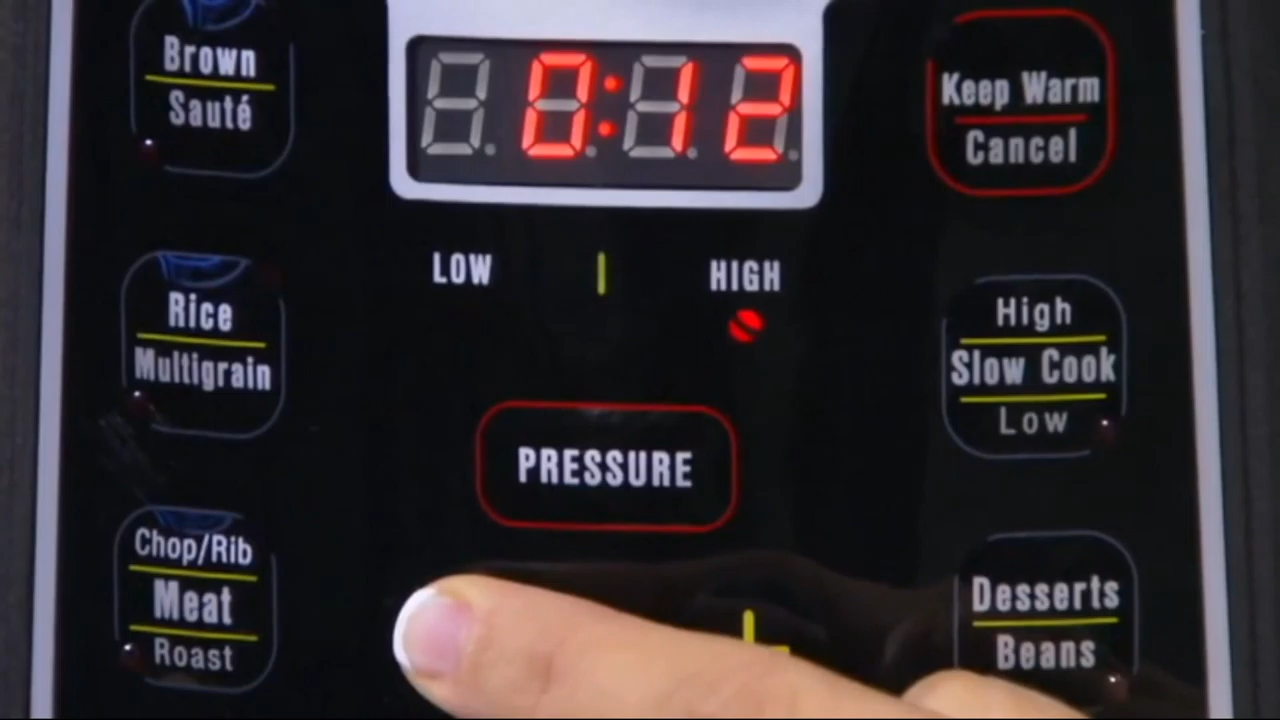 Brown
Sauté
0:12
Keep Warm
Cancel
LOW | HIGH
Rice
Multigrain
High
Slow Cook
Low
PRESSURE
Chop/Rib
Meat
Roast
Desserts
Beans